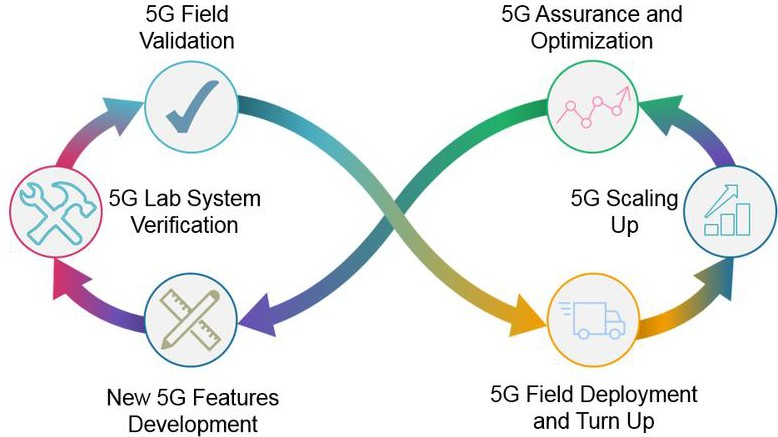 5G Field
Validation
5G Assurance and
Optimization
5G Lab System
Verification
5G Scaling
Up
New 5G Features
Development
5G Field Deployment
and Turn Up